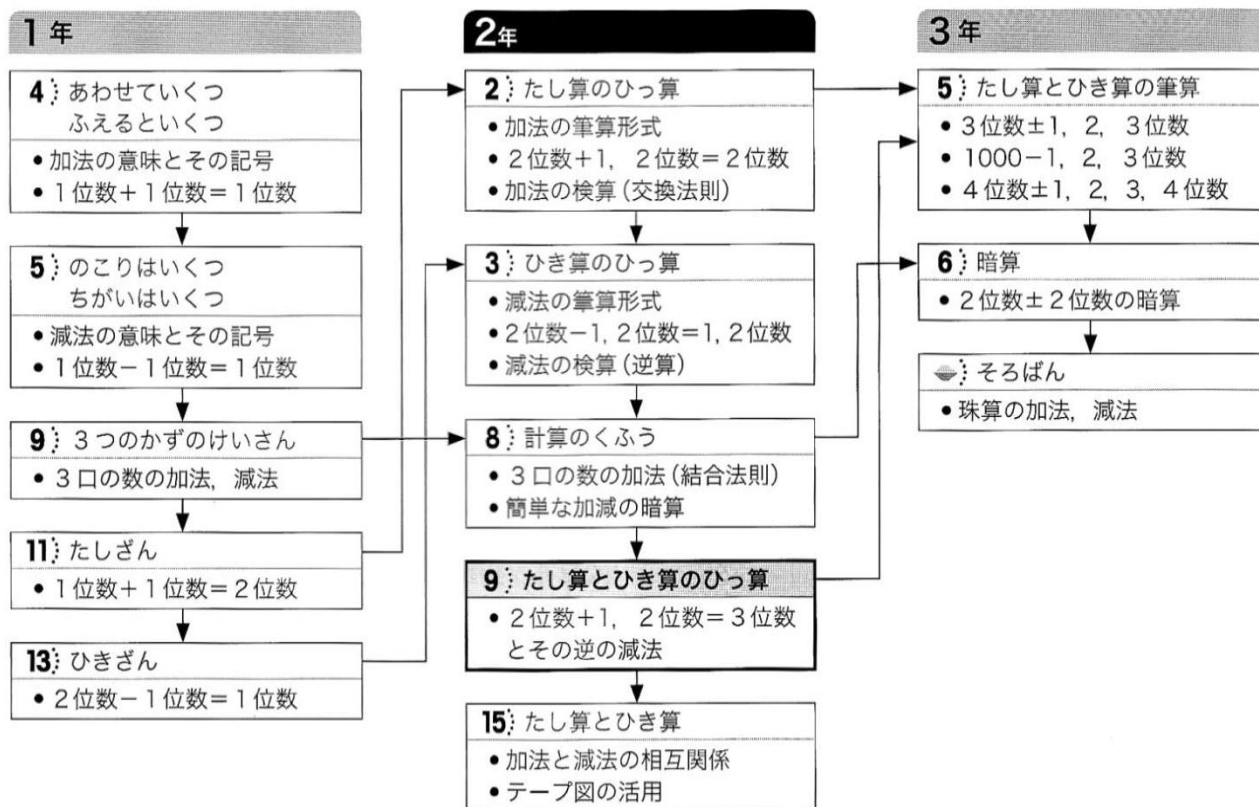 1年
4 あわせていくつ
ふえるといくつ
• 加法の意味とその記号
• 1位数+1位数=1位数
5 のこりはいくつ
ちがいはいくつ
• 減法の意味とその記号
• 1位数−1位数=1位数
9 3つのかずのけいさん
• 3口の数の加法,減法
11 たしざん
• 1位数+1位数=2位数
13 ひきざん
• 2位数−1位数=1位数
2年
2 たし算のひっ算
• 加法の筆算形式
• 2位数+1, 2位数=2位数
• 加法の検算(交換法則)
3 ひき算のひっ算
• 減法の筆算形式
• 2位数−1, 2位数=1, 2位数
• 減法の検算(逆算)
8 計算のくふう
• 3口の数の加法(結合法則)
• 簡単な加減の暗算
9 たし算とひき算のひっ算
• 2位数+1, 2位数=3位数
とその逆の減法
15 たし算とひき算
• 加法と減法の相互関係
• テープ図の活用
3年
5 たし算とひき算の筆算
• 3位数±1, 2, 3位数
• 1000−1, 2, 3位数
• 4位数±1, 2, 3, 4位数
6 暗算
• 2位数±2位数の暗算
そろばん
• 珠算の加法,減法